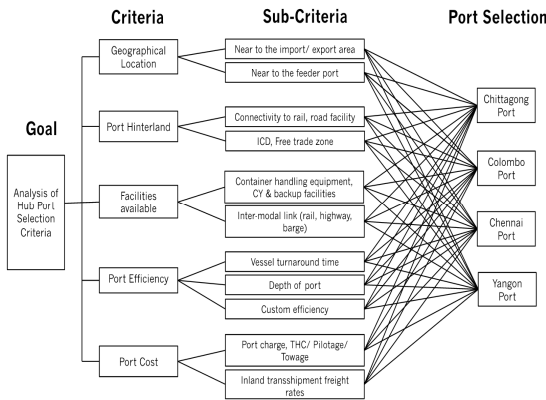 Criteria
Sub-Criteria
Port Selection
Goal
Analysis of
Hub Port
Selection
Criteria
Geographical
Location
Port Hinterland
Facilities
available
Port Efficiency
Port Cost
Near to the import/ export area
Near to the feeder port
Connectivity to rail, road facility
ICD, Free trade zone
Container handling equipment,
CY & backup facilities
Inter-modal link (rail, highway,
barge)
Vessel turnaround time
Depth of port
Custom efficiency
Port charge, THC/ Pilotage/
Towage
Inland transshipment freight
rates
Chittagong
Port
Colombo
Port
Chennai
Port
Yangon
Port